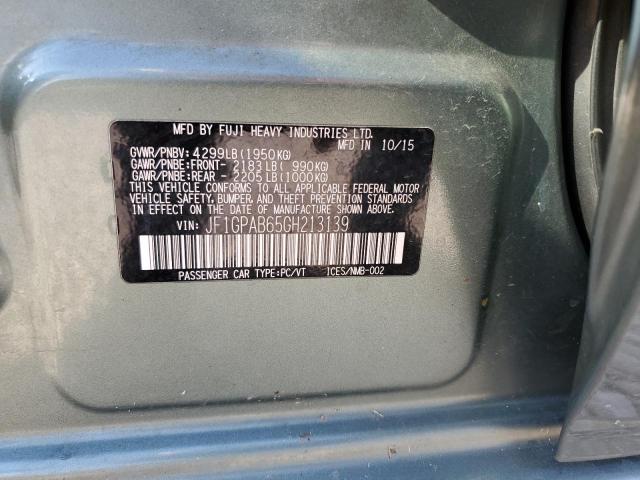 MFD BY FUJI HEAVY INDUSTRIES LTD.
GVWR/PNBV: 4299LB(1950KG) MFD IN 10/15
GAWR/PNBE:FRONT- 2183LB( 990KG)
GAWR/PNBE:REAR - 2205LB(1000KG)
THIS VEHICLE CONFORMS TO ALL APPLICABLE FEDERAL MOTOR
VEHICLE SAFETY, BUMPER, AND THEFT PREVENTION STANDARDS
IN EFFECT ON THE DATE OF MANUFACTURE SHOWN ABOVE.
VIN: JF1GPAB65GH213139
PASSENGER CAR TYPE:PC/VT ICES/NMB-002